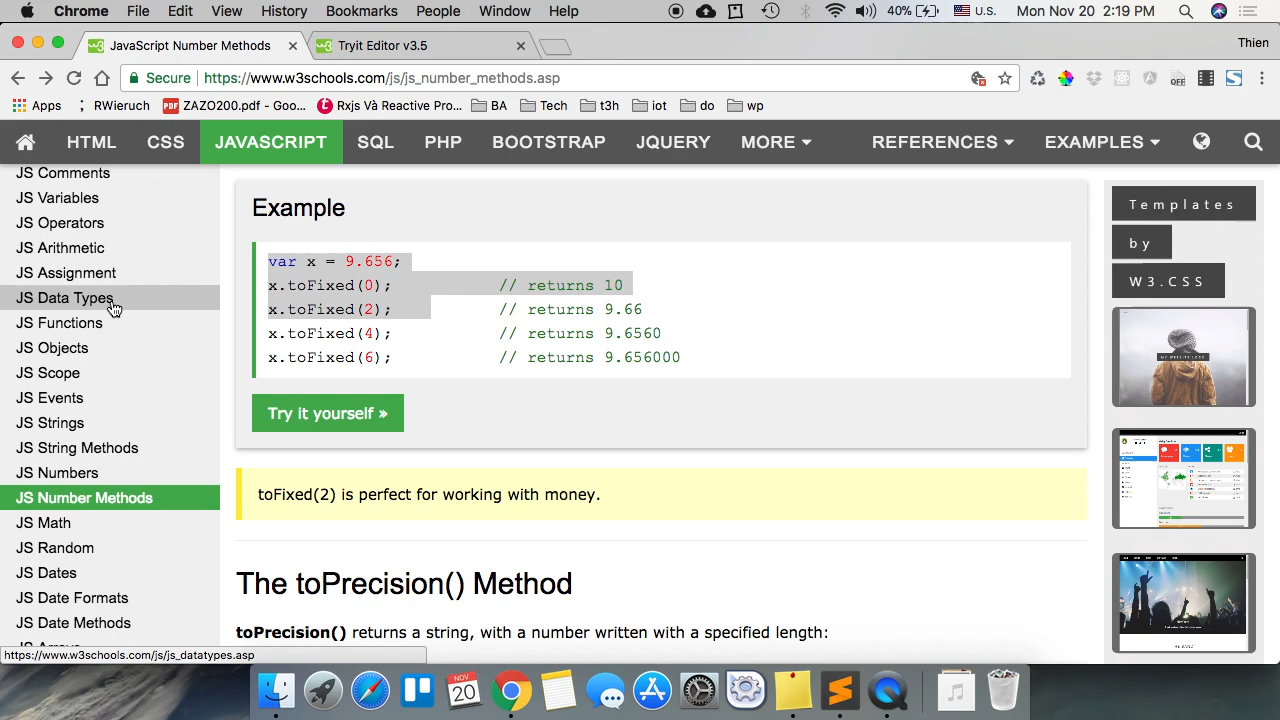 Chrome File Edit View History Bookmarks People Window Help 40% U.S. Mon Nov 20 2:19 PM
JavaScript Number Methods Tryit Editor v3.5 Thien
Secure https://www.w3schools.com/js/js_number_methods.asp
Apps RWieruch ZAZO200.pdf - Goo... Rxjs Và Reactive Pro... BA Tech t3h iot do wp
HTML CSS JAVASCRIPT SQL PHP BOOTSTRAP JQUERY MORE REFERENCES EXAMPLES
JS Comments
JS Variables
JS Operators
JS Arithmetic
JS Assignment
JS Data Types
JS Functions
JS Objects
JS Scope
JS Events
JS Strings
JS String Methods
JS Numbers
JS Number Methods
JS Math
JS Random
JS Dates
JS Date Formats
JS Date Methods
https://www.w3schools.com/js/js_datatypes.asp
Example
var x = 9.656;
x.toFixed(0); // returns 10
x.toFixed(2); // returns 9.66
x.toFixed(4); // returns 9.6560
x.toFixed(6); // returns 9.656000
Try it yourself »
toFixed(2) is perfect for working with money.
The toPrecision() Method
toPrecision() returns a string, with a number written with a specified length:
Templates
by
W3.CSS
MY WEBSITE LOGO
THE BAND
NOV
20